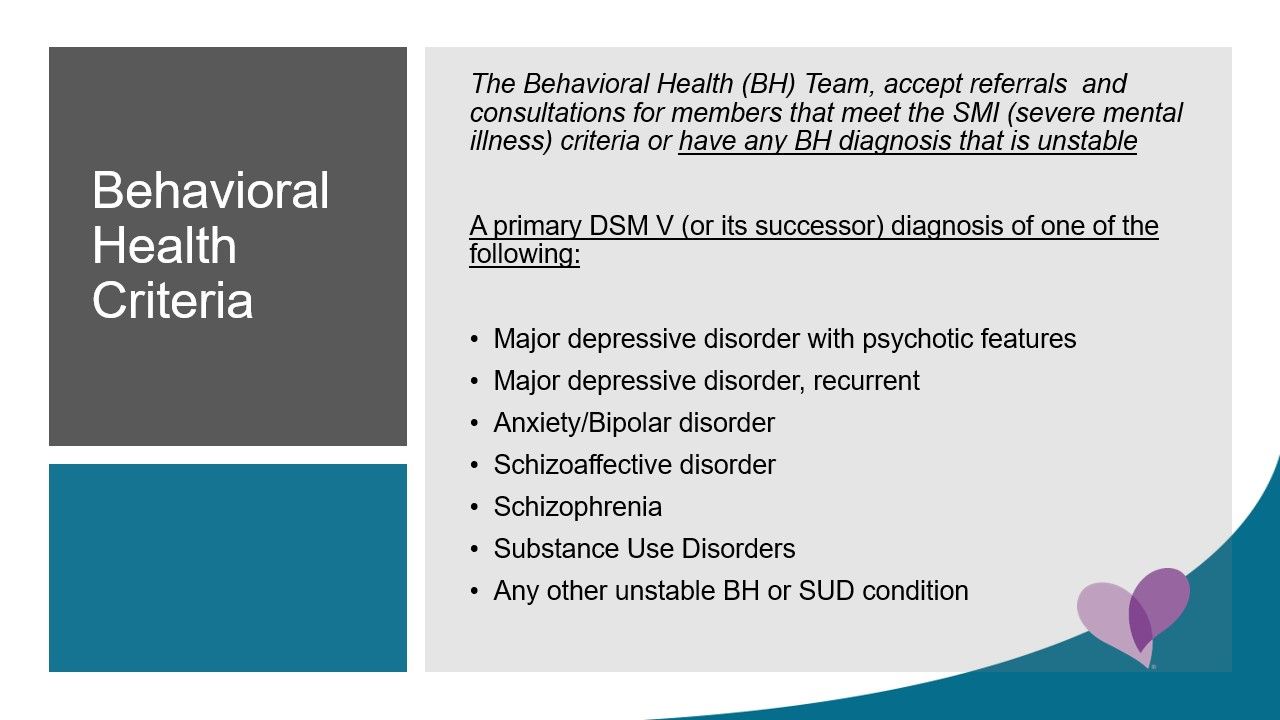 Behavioral
Health
Criteria
The Behavioral Health (BH) Team, accept referrals  and
consultations for members that meet the SMI (severe mental
illness) criteria or have any BH diagnosis that is unstable
A primary DSM V (or its successor) diagnosis of one of the
following:
• Major depressive disorder with psychotic features
• Major depressive disorder, recurrent
• Anxiety/Bipolar disorder
• Schizoaffective disorder
• Schizophrenia
• Substance Use Disorders
• Any other unstable BH or SUD condition